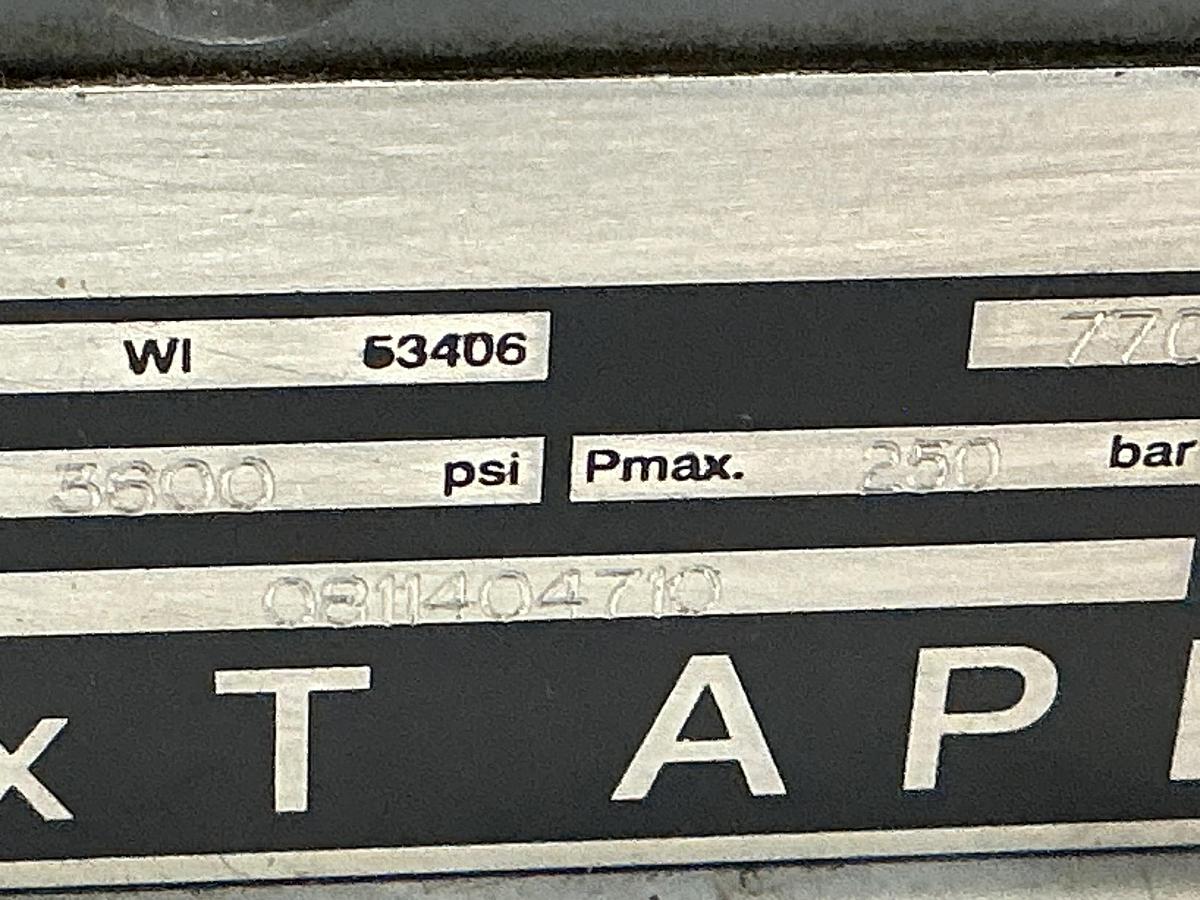 WI 53406 770
3600 psi Pmax. 250 bar
0811404710
x T A P